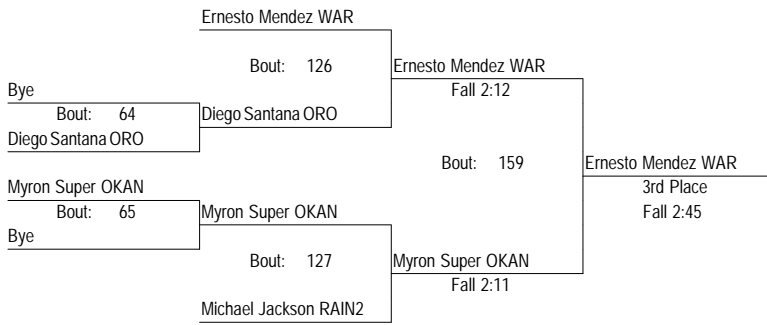 Ernesto Mendez WAR
Bout: 126
Ernesto Mendez WAR
Fall 2:12
Bye
Bout: 64
Diego Santana ORO
Diego Santana ORO
Bout: 159
Ernesto Mendez WAR
3rd Place
Fall 2:45
Myron Super OKAN
Bout: 65
Myron Super OKAN
Bye
Bout: 127
Myron Super OKAN
Fall 2:11
Michael Jackson RAIN2